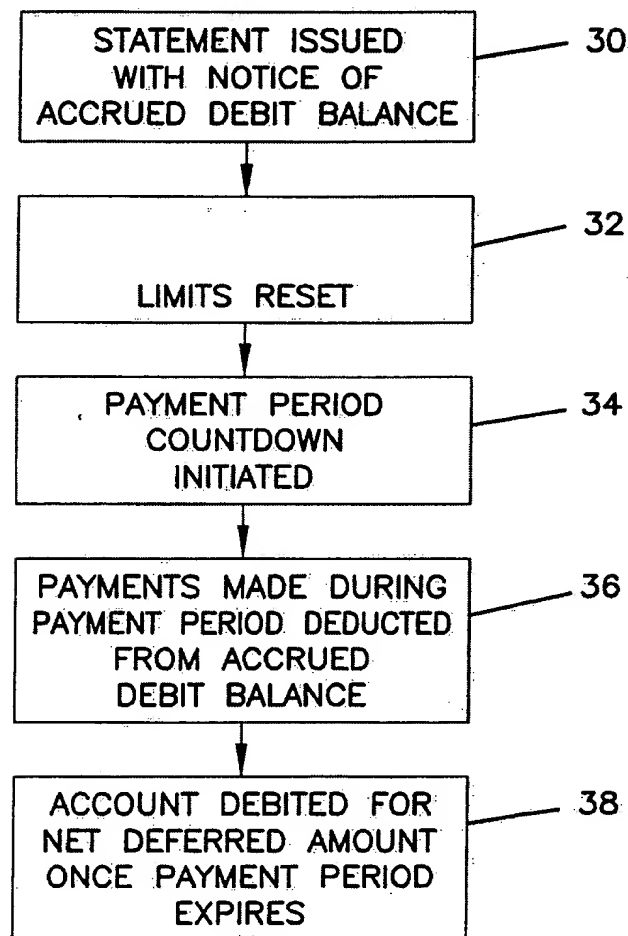 STATEMENT ISSUED
WITH NOTICE OF
ACCRUED DEBIT BALANCE
30
LIMITS RESET
32
PAYMENT PERIOD
COUNTDOWN
INITIATED
34
PAYMENTS MADE DURING
PAYMENT PERIOD DEDUCTED
FROM ACCRUED
DEBIT BALANCE
36
ACCOUNT DEBITED FOR
NET DEFERRED AMOUNT
ONCE PAYMENT PERIOD
EXPIRES
38